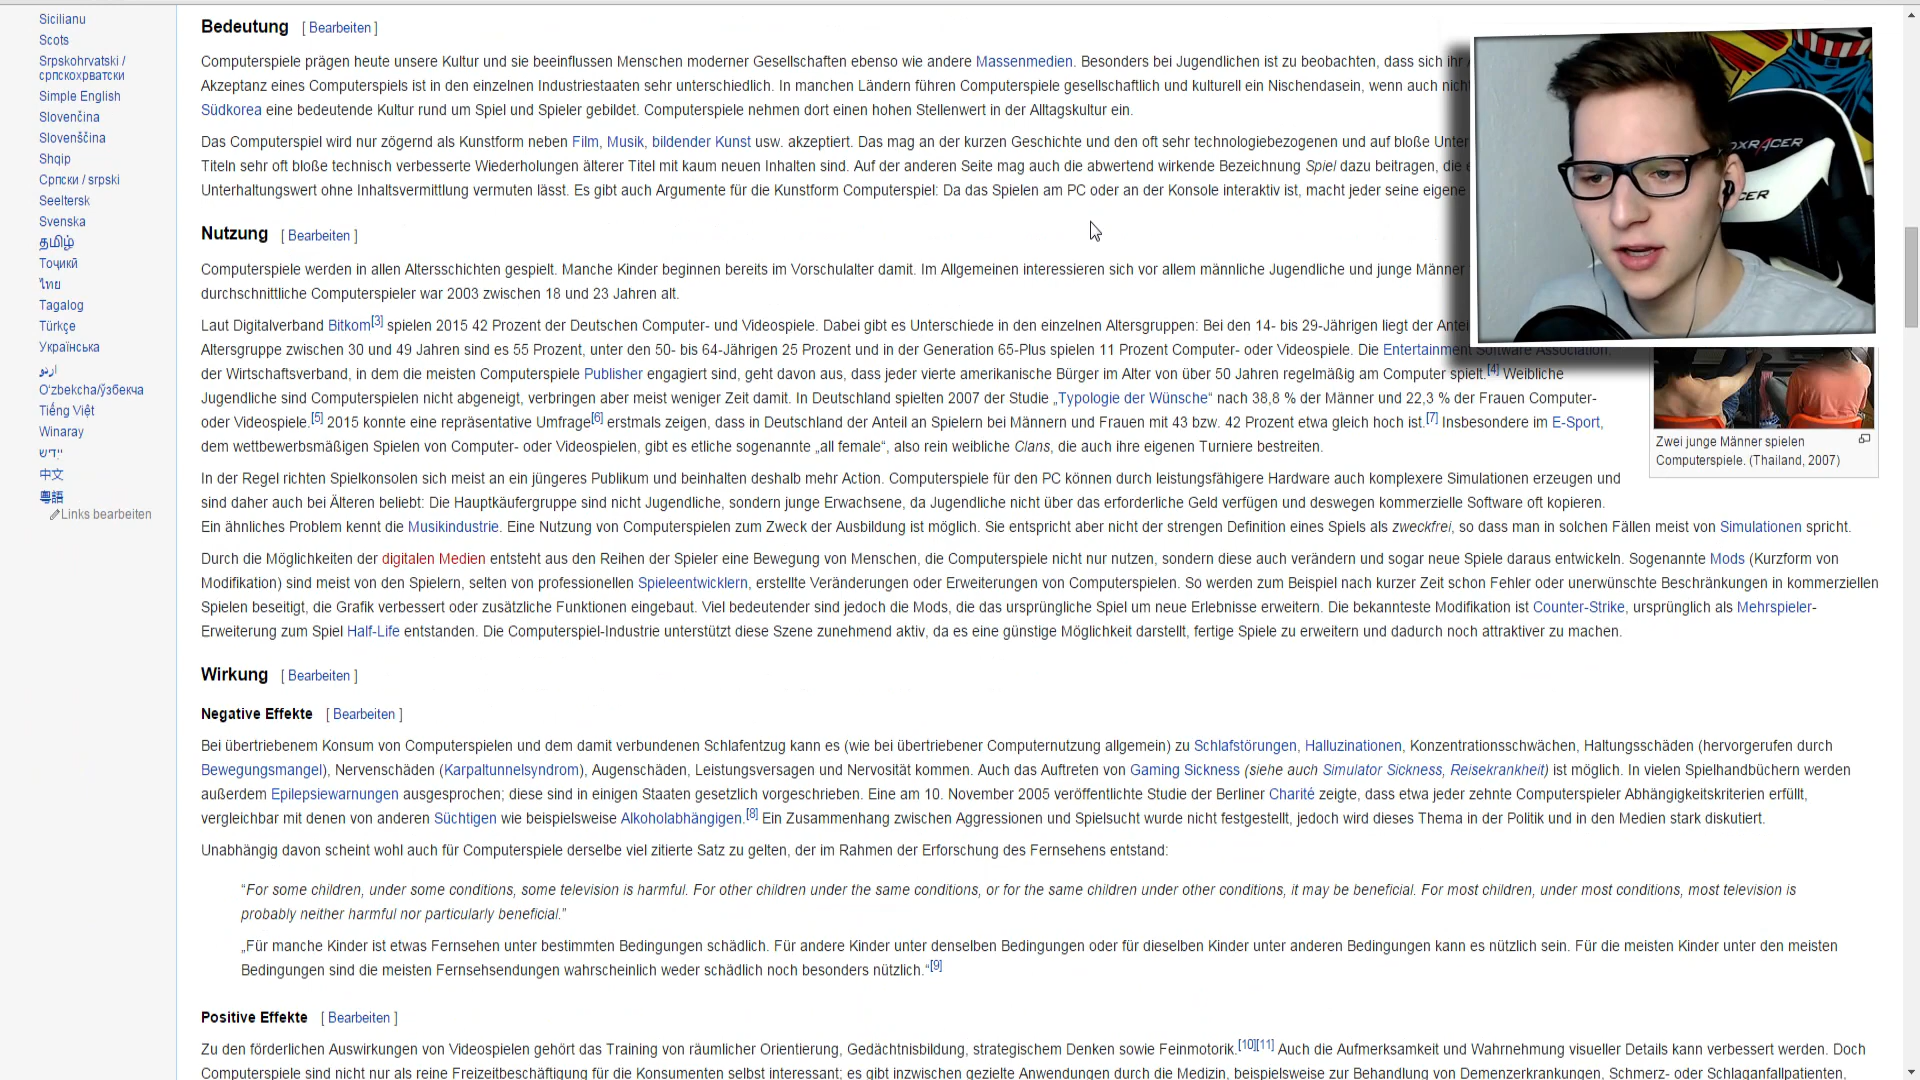 Sicilianu
Scots
Srpskohrvatski /
српскохрватски
Simple English
Slovenčina
Slovenščina
Shqip
Српски / srpski
Seeltersk
Svenska
தமிழ்
Тоҷикӣ
ไทย
Tagalog
Türkçe
Українська
اردو
Oʻzbekcha/ўзбекча
Tiếng Việt
Winaray
ייִדיש
中文
粵語
Links bearbeiten
Bedeutung [ Bearbeiten ]
Computerspiele prägen heute unsere Kultur und sie beeinflussen Menschen moderner Gesellschaften ebenso wie andere Massenmedien. Besonders bei Jugendlichen ist zu beobachten, dass sich ihr
Akzeptanz eines Computerspiels ist in den einzelnen Industriestaaten sehr unterschiedlich. In manchen Ländern führen Computerspiele gesellschaftlich und kulturell ein Nischendasein, wenn auch nich
Südkorea eine bedeutende Kultur rund um Spiel und Spieler gebildet. Computerspiele nehmen dort einen hohen Stellenwert in der Alltagskultur ein.
Das Computerspiel wird nur zögernd als Kunstform neben Film, Musik, bildender Kunst usw. akzeptiert. Das mag an der kurzen Geschichte und den oft sehr technologiebezogenen und auf bloße Unter
Titeln sehr oft bloße technisch verbesserte Wiederholungen älterer Titel mit kaum neuen Inhalten sind. Auf der anderen Seite mag auch die abwertend wirkende Bezeichnung Spiel dazu beitragen, die e
Unterhaltungswert ohne Inhaltsvermittlung vermuten lässt. Es gibt auch Argumente für die Kunstform Computerspiel: Da das Spielen am PC oder an der Konsole interaktiv ist, macht jeder seine eigene
Nutzung [ Bearbeiten ]
Computerspiele werden in allen Altersschichten gespielt. Manche Kinder beginnen bereits im Vorschulalter damit. Im Allgemeinen interessieren sich vor allem männliche Jugendliche und junge Männer
durchschnittliche Computerspieler war 2003 zwischen 18 und 23 Jahren alt.
Laut Digitalverband Bitkom[3] spielen 2015 42 Prozent der Deutschen Computer- und Videospiele. Dabei gibt es Unterschiede in den einzelnen Altersgruppen: Bei den 14- bis 29-Jährigen liegt der Antei
Altersgruppe zwischen 30 und 49 Jahren sind es 55 Prozent, unter den 50- bis 64-Jährigen 25 Prozent und in der Generation 65-Plus spielen 11 Prozent Computer- oder Videospiele. Die Entertainment Software Association,
der Wirtschaftsverband, in dem die meisten Computerspiele Publisher engagiert sind, geht davon aus, dass jeder vierte amerikanische Bürger im Alter von über 50 Jahren regelmäßig am Computer spielt.[4] Weibliche
Jugendliche sind Computerspielen nicht abgeneigt, verbringen aber meist weniger Zeit damit. In Deutschland spielten 2007 der Studie „Typologie der Wünsche“ nach 38,8 % der Männer und 22,3 % der Frauen Computer-
oder Videospiele.[5] 2015 konnte eine repräsentative Umfrage[6] erstmals zeigen, dass in Deutschland der Anteil an Spielern bei Männern und Frauen mit 43 bzw. 42 Prozent etwa gleich hoch ist.[7] Insbesondere im E-Sport,
dem wettbewerbsmäßigen Spielen von Computer- oder Videospielen, gibt es etliche sogenannte „all female“, also rein weibliche Clans, die auch ihre eigenen Turniere bestreiten.
In der Regel richten Spielkonsolen sich meist an ein jüngeres Publikum und beinhalten deshalb mehr Action. Computerspiele für den PC können durch leistungsfähigere Hardware auch komplexere Simulationen erzeugen und
sind daher auch bei Älteren beliebt: Die Hauptkäufergruppe sind nicht Jugendliche, sondern junge Erwachsene, da Jugendliche nicht über das erforderliche Geld verfügen und deswegen kommerzielle Software oft kopieren.
Ein ähnliches Problem kennt die Musikindustrie. Eine Nutzung von Computerspielen zum Zweck der Ausbildung ist möglich. Sie entspricht aber nicht der strengen Definition eines Spiels als zweckfrei, so dass man in solchen Fällen meist von Simulationen spricht.
Durch die Möglichkeiten der digitalen Medien entsteht aus den Reihen der Spieler eine Bewegung von Menschen, die Computerspiele nicht nur nutzen, sondern diese auch verändern und sogar neue Spiele daraus entwickeln. Sogenannte Mods (Kurzform von
Modifikation) sind meist von den Spielern, selten von professionellen Spieleentwicklern, erstellte Veränderungen oder Erweiterungen von Computerspielen. So werden zum Beispiel nach kurzer Zeit schon Fehler oder unerwünschte Beschränkungen in kommerziellen
Spielen beseitigt, die Grafik verbessert oder zusätzliche Funktionen eingebaut. Viel bedeutender sind jedoch die Mods, die das ursprüngliche Spiel um neue Erlebnisse erweitern. Die bekannteste Modifikation ist Counter-Strike, ursprünglich als Mehrspieler-
Erweiterung zum Spiel Half-Life entstanden. Die Computerspiel-Industrie unterstützt diese Szene zunehmend aktiv, da es eine günstige Möglichkeit darstellt, fertige Spiele zu erweitern und dadurch noch attraktiver zu machen.
Zwei junge Männer spielen
Computerspiele. (Thailand, 2007)
Wirkung [ Bearbeiten ]
Negative Effekte [ Bearbeiten ]
Bei übertriebenem Konsum von Computerspielen und dem damit verbundenen Schlafentzug kann es (wie bei übertriebener Computernutzung allgemein) zu Schlafstörungen, Halluzinationen, Konzentrationsschwächen, Haltungsschäden (hervorgerufen durch
Bewegungsmangel), Nervenschäden (Karpaltunnelsyndrom), Augenschäden, Leistungsversagen und Nervosität kommen. Auch das Auftreten von Gaming Sickness (siehe auch Simulator Sickness, Reisekrankheit) ist möglich. In vielen Spielhandbüchern werden
außerdem Epilepsiewarnungen ausgesprochen; diese sind in einigen Staaten gesetzlich vorgeschrieben. Eine am 10. November 2005 veröffentlichte Studie der Berliner Charité zeigte, dass etwa jeder zehnte Computerspieler Abhängigkeitskriterien erfüllt,
vergleichbar mit denen von anderen Süchtigen wie beispielsweise Alkoholabhängigen.[8] Ein Zusammenhang zwischen Aggressionen und Spielsucht wurde nicht festgestellt, jedoch wird dieses Thema in der Politik und in den Medien stark diskutiert.
Unabhängig davon scheint wohl auch für Computerspiele derselbe viel zitierte Satz zu gelten, der im Rahmen der Erforschung des Fernsehens entstand:
“For some children, under some conditions, some television is harmful. For other children under the same conditions, or for the same children under other conditions, it may be beneficial. For most children, under most conditions, most television is
probably neither harmful nor particularly beneficial.”
„Für manche Kinder ist etwas Fernsehen unter bestimmten Bedingungen schädlich. Für andere Kinder unter denselben Bedingungen oder für dieselben Kinder unter anderen Bedingungen kann es nützlich sein. Für die meisten Kinder unter den meisten
Bedingungen sind die meisten Fernsehsendungen wahrscheinlich weder schädlich noch besonders nützlich.“[9]
Positive Effekte [ Bearbeiten ]
Zu den förderlichen Auswirkungen von Videospielen gehört das Training von räumlicher Orientierung, Gedächtnisbildung, strategischem Denken sowie Feinmotorik.[10][11] Auch die Aufmerksamkeit und Wahrnehmung visueller Details kann verbessert werden. Doch
Computerspiele sind nicht nur als reine Freizeitbeschäftigung für die Konsumenten selbst interessant; es gibt inzwischen gezielte Anwendungen durch die Medizin, beispielsweise zur Behandlung von Demenzerkrankungen, Schmerz- oder Schlaganfallpatienten,